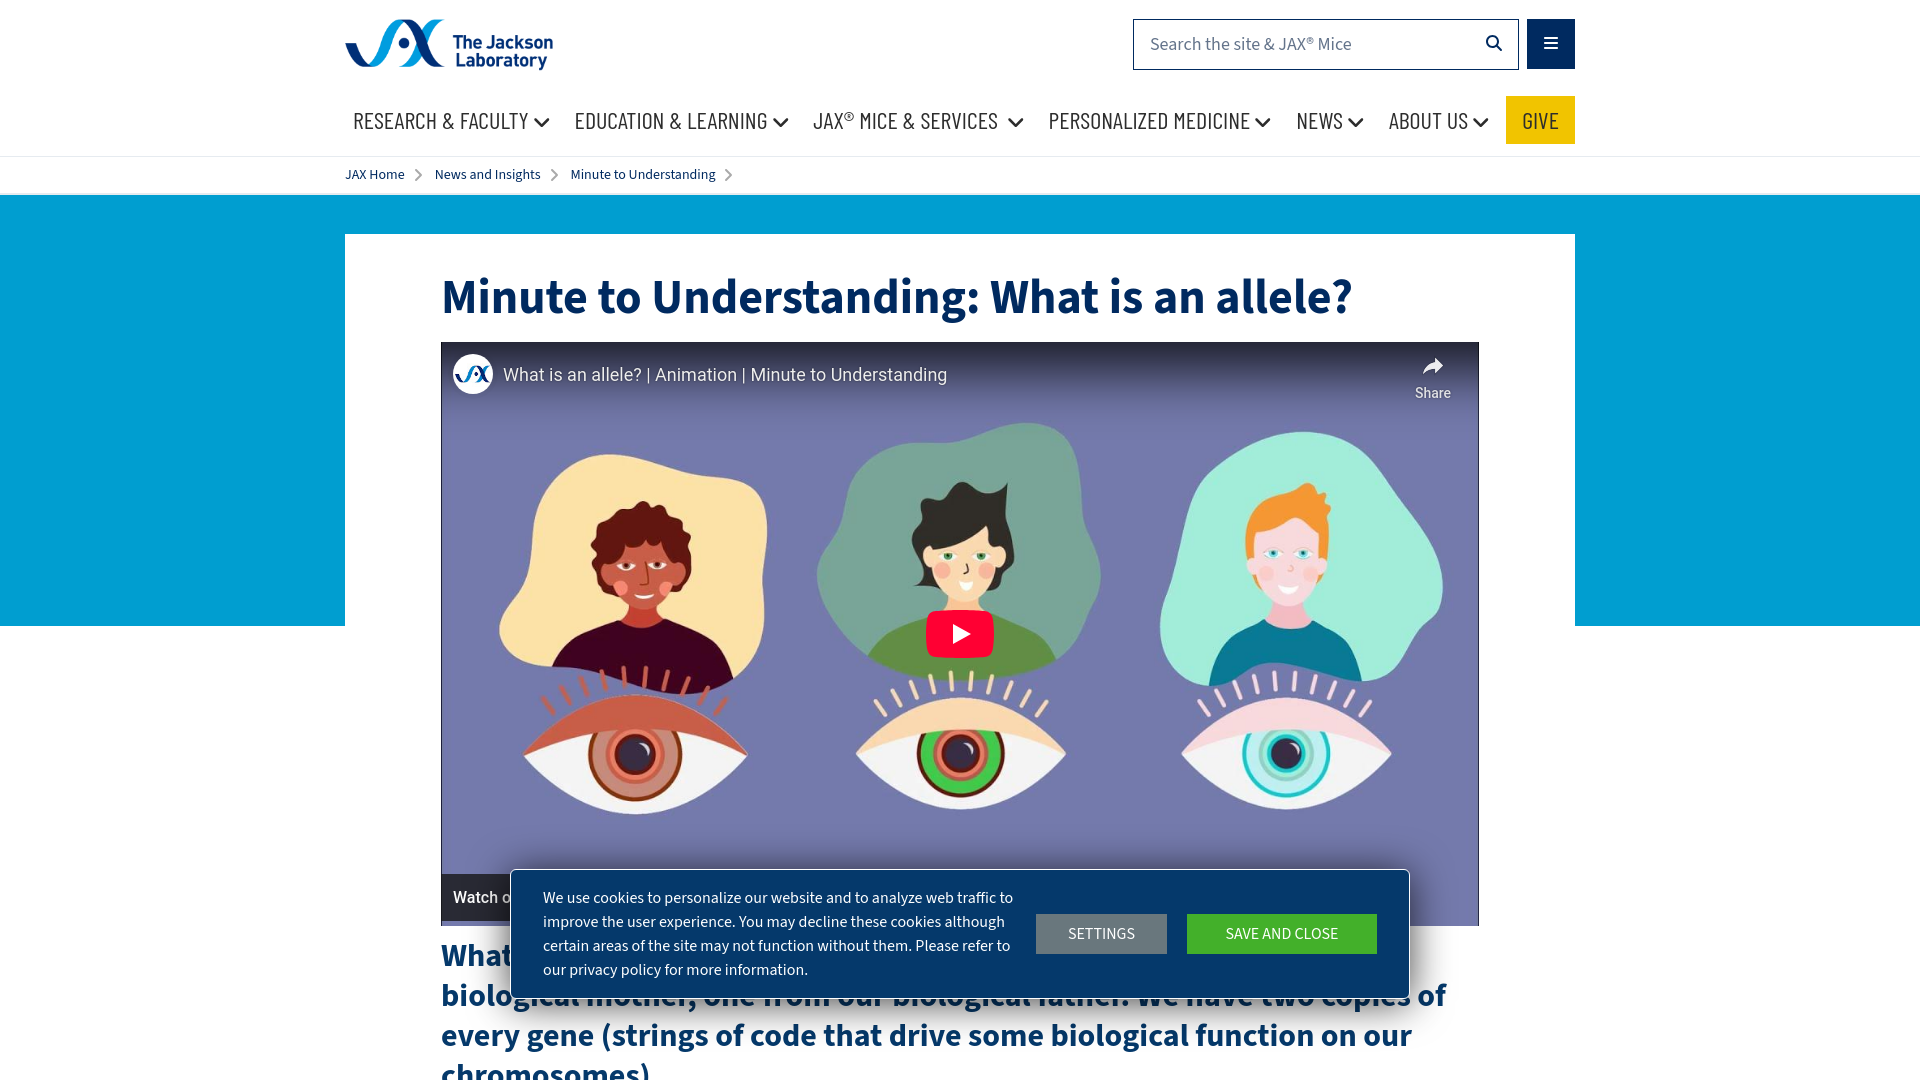 The Jackson
Laboratory
Search the site & JAX® Mice
RESEARCH & FACULTY
EDUCATION & LEARNING
JAX® MICE & SERVICES
PERSONALIZED MEDICINE
NEWS
ABOUT US
GIVE
JAX Home
News and Insights
Minute to Understanding
Minute to Understanding: What is an allele?
What is an allele? | Animation | Minute to Understanding
Share
Watch o
We use cookies to personalize our website and to analyze web traffic to
improve the user experience. You may decline these cookies although
certain areas of the site may not function without them. Please refer to
our privacy policy for more information.
SETTINGS
SAVE AND CLOSE
What
biological mother, one from our biological father. We have two copies of
every gene (strings of code that drive some biological function on our
chromosomes)